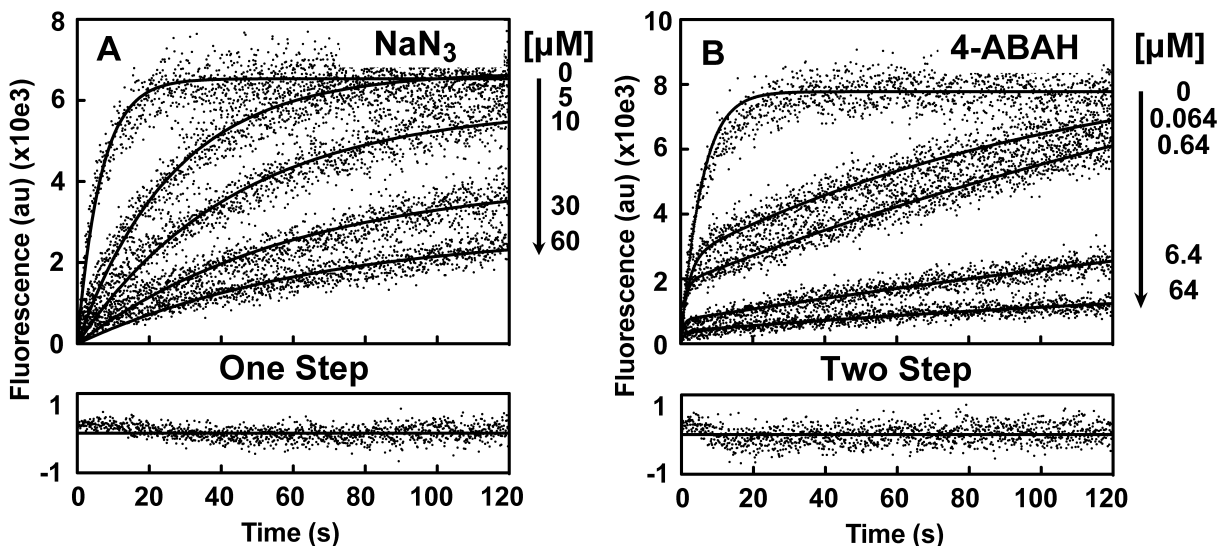 A
NaN₃
[µM]
0
5
10
30
60
8
6
4
2
0
Fluorescence (au) (x10e3)
One Step
1
-1
0 20 40 60 80 100 120
Time (s)
B
4-ABAH
[µM]
0
0.064
0.64
6.4
64
10
8
6
4
2
0
Fluorescence (au) (x10e3)
Two Step
1
-1
0 20 40 60 80 100 120
Time (s)